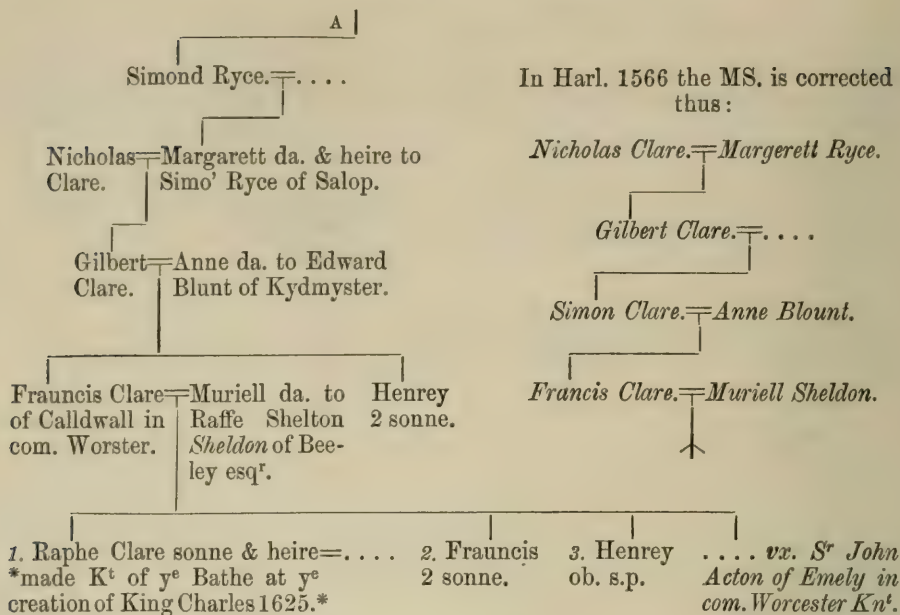 A
Simond Ryce.=....
Nicholas=Margarett da. & heire to
Clare. Simo' Ryce of Salop.
Gilbert=Anne da. to Edward
Clare. Blunt of Kydmyster.
Frauncis Clare=Muriell da. to Henrey
of Calldwall in Raffe Shelton 2 sonne.
com. Worster. Sheldon of Bee-
ley esqʳ.
1. Raphe Clare sonne & heire=.... 2. Frauncis 3. Henrey .... vx. Sʳ John
*made Kᵗ of yᵉ Bathe at yᵉ 2 sonne. ob. s.p. Acton of Emely in
creation of King Charles 1625.* com. Worcester Knᵗ.
In Harl. 1566 the MS. is corrected
thus:
Nicholas Clare.=Margerett Ryce.
Gilbert Clare.=....
Simon Clare.=Anne Blount.
Francis Clare.=Muriell Sheldon.